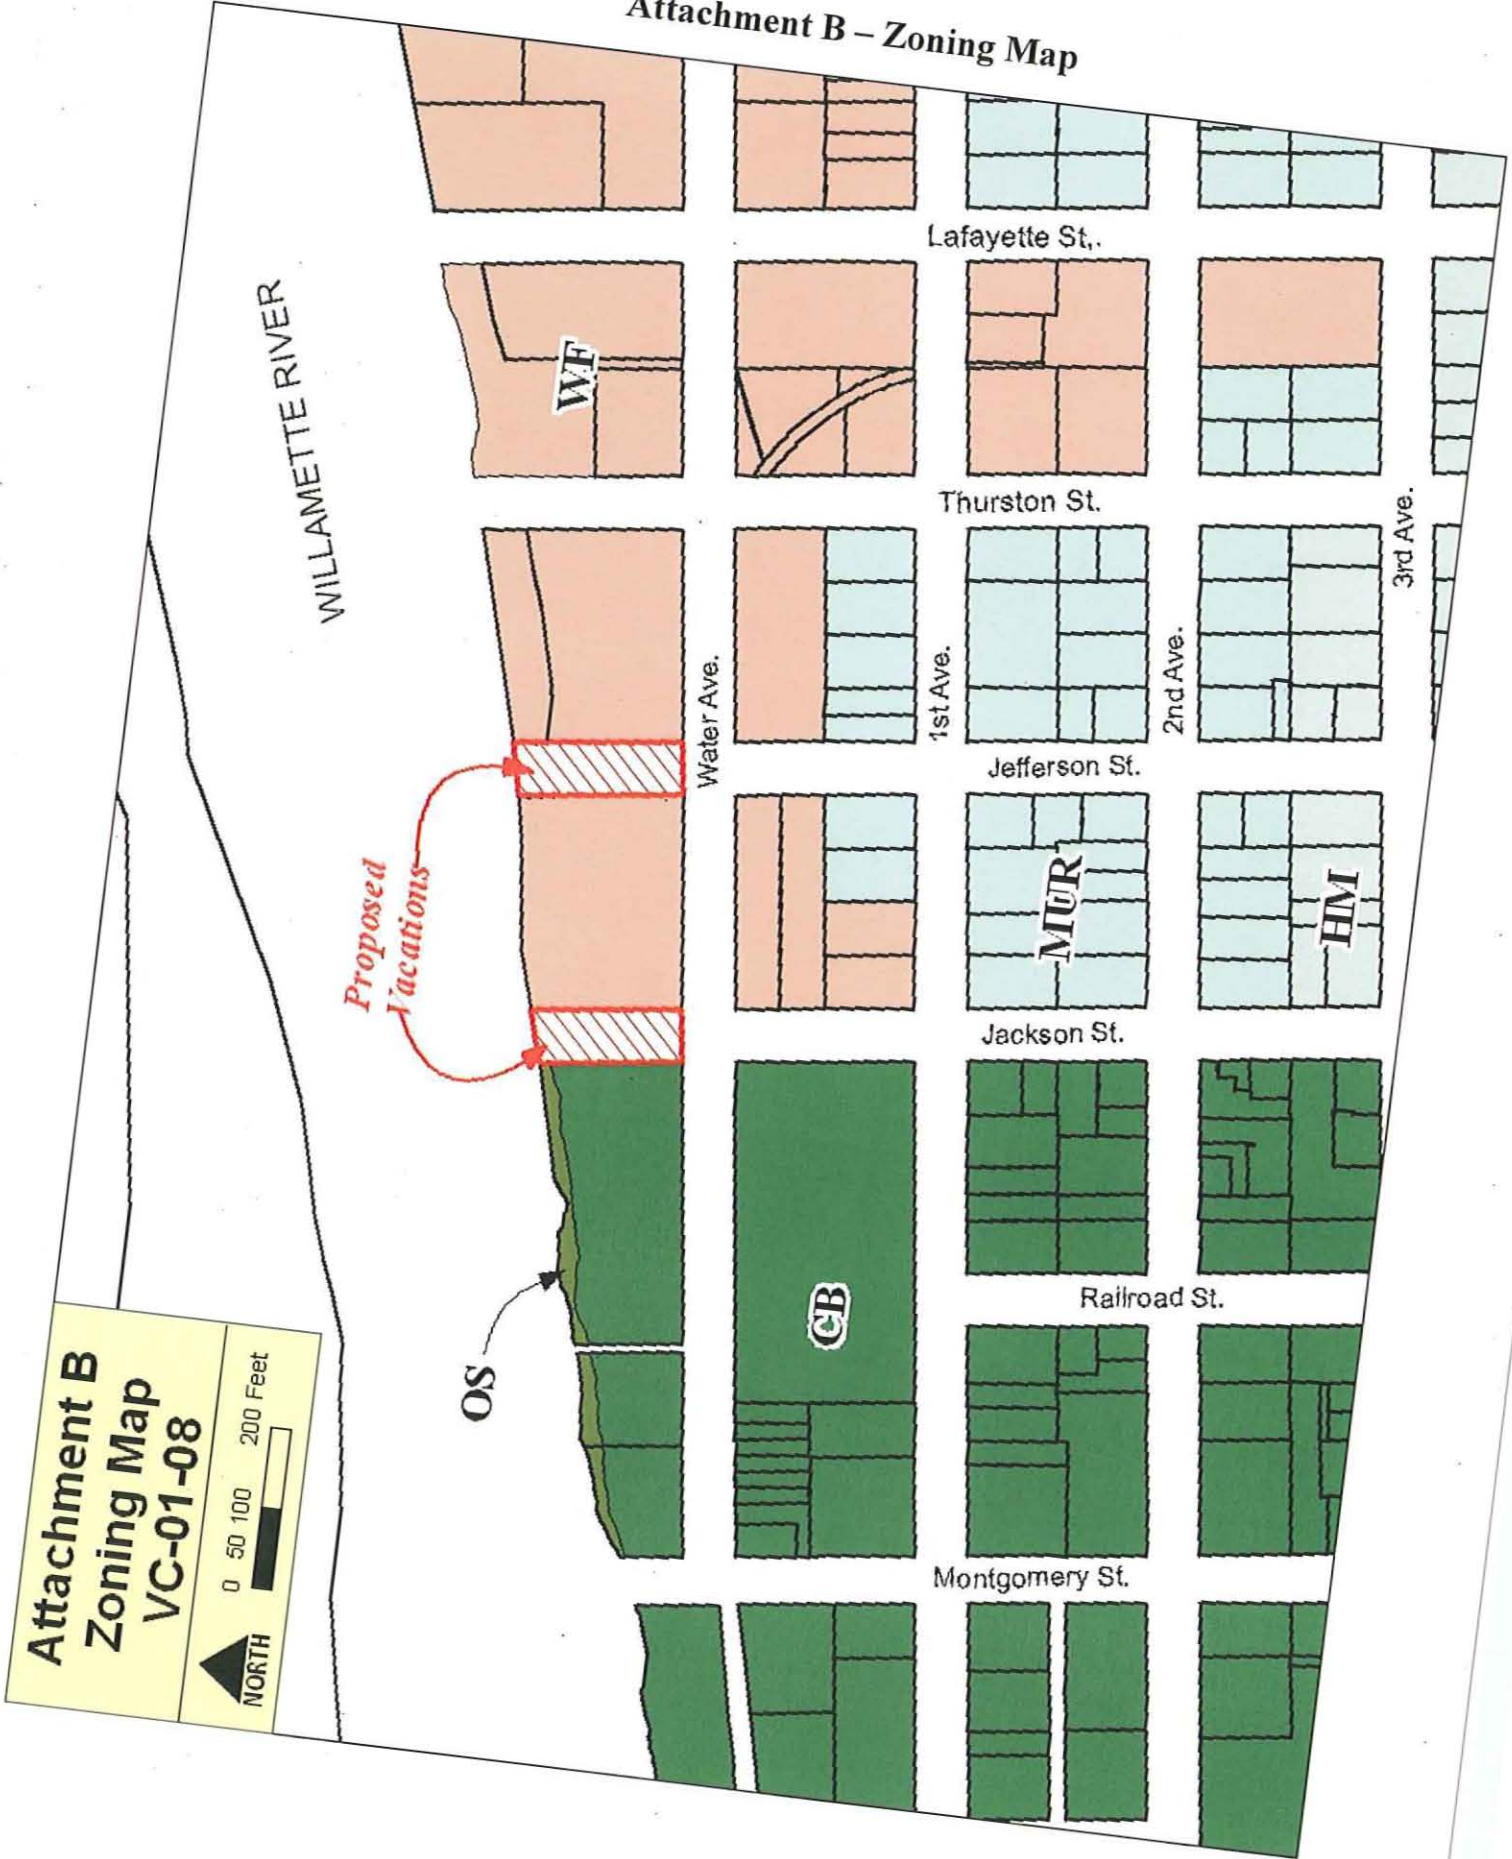 Attachment B – Zoning Map
Lafayette St,.
WILLAMETTE RIVER
WF
Thurston St.
3rd Ave.
Water Ave.
1st Ave.
2nd Ave.
Jefferson St.
Proposed
Vacations
MUR
HM
Jackson St.
CB
Railroad St.
OS
Montgomery St.
Attachment B
Zoning Map
VC-01-08
0 50 100 200 Feet
NORTH